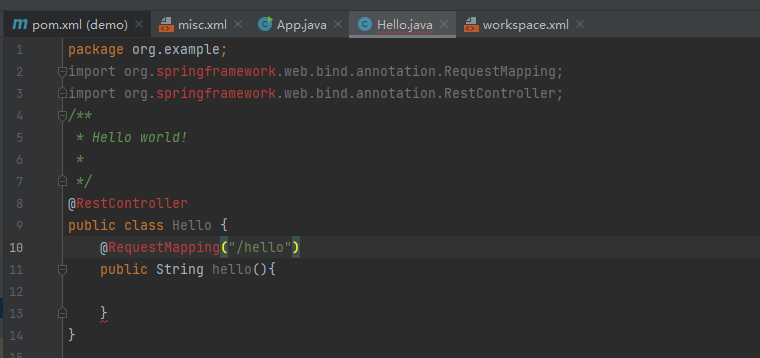 pom.xml (demo) × misc.xml × App.java × Hello.java × workspace.xml ×
1 package org.example;
2 import org.springframework.web.bind.annotation.RequestMapping;
3 import org.springframework.web.bind.annotation.RestController;
4 /**
5  * Hello world!
6  *
7  */
8 @RestController
9 public class Hello {
10     @RequestMapping("/hello")
11     public String hello(){
12
13     }
14 }